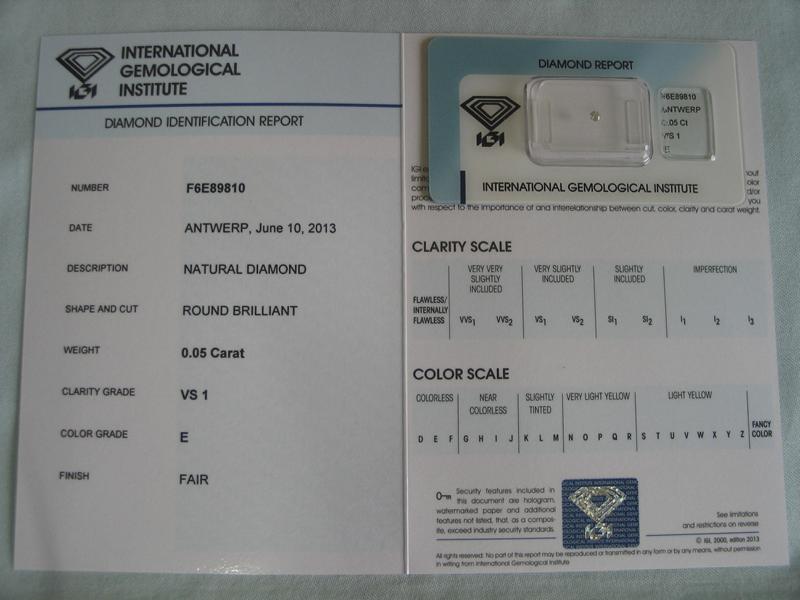 INTERNATIONAL
GEMOLOGICAL
INSTITUTE
IGI
DIAMOND IDENTIFICATION REPORT
NUMBER F6E89810
DATE ANTWERP, June 10, 2013
DESCRIPTION NATURAL DIAMOND
SHAPE AND CUT ROUND BRILLIANT
WEIGHT 0.05 Carat
CLARITY GRADE VS 1
COLOR GRADE E
FINISH FAIR
DIAMOND REPORT
IGI
F6E89810
ANTWERP
0.05 Ct
VS 1
E
INTERNATIONAL GEMOLOGICAL INSTITUTE
with respect to the importance of and interrelationship between cut, color, clarity and carat weight.
CLARITY SCALE
FLAWLESS/
INTERNALLY
FLAWLESS
VERY VERY
SLIGHTLY
INCLUDED
VERY SLIGHTLY
INCLUDED
SLIGHTLY
INCLUDED
IMPERFECTION
VVS1 VVS2 VS1 VS2 SI1 SI2 I1 I2 I3
COLOR SCALE
COLORLESS
NEAR
COLORLESS
SLIGHTLY
TINTED
VERY LIGHT YELLOW
LIGHT YELLOW
FANCY
COLOR
D E F G H I J K L M N O P Q R S T U V W X Y Z
Security features included in
this document are hologram,
watermarked paper and additional
features not listed, that, as a compos-
ite, exceed industry security standards.
IGI
See limitations
and restrictions on reverse
© IGI, 2000, edition 2013
All rights reserved. No part of this report may be reproduced or transmitted in any form or by any means, without permission
in writing from International Gemological Institute